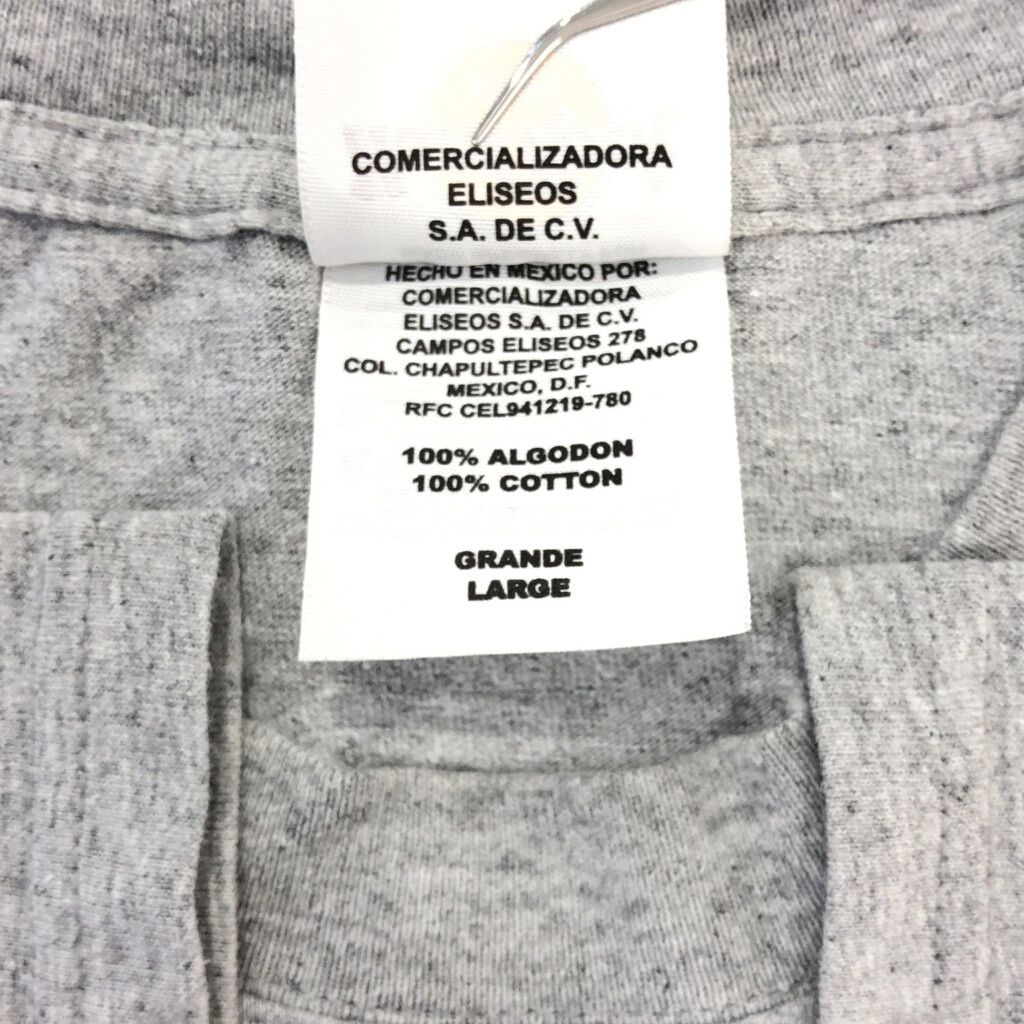 COMERCIALIZADORA
ELISEOS
S.A. DE C.V.
HECHO EN MEXICO POR:
COMERCIALIZADORA
ELISEOS S.A. DE C.V.
CAMPOS ELISEOS 278
COL. CHAPULTEPEC POLANCO
MEXICO, D.F.
RFC CEL941219-780
100% ALGODON
100% COTTON
GRANDE
LARGE